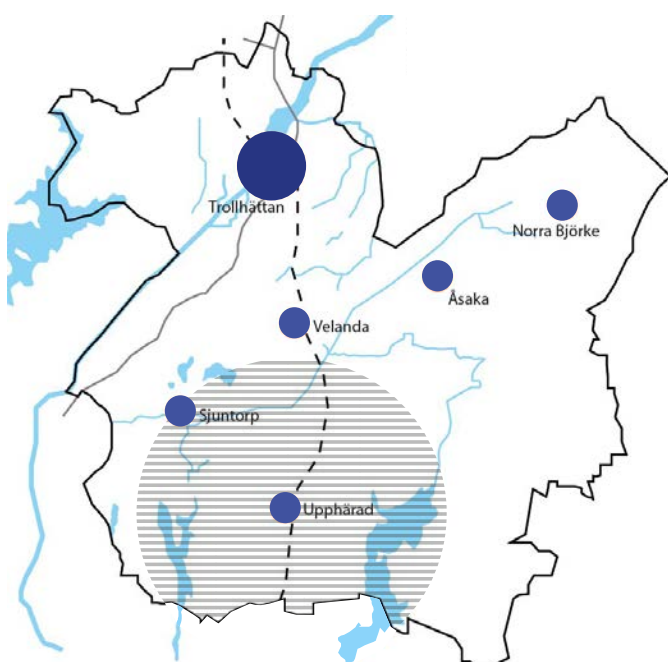 Trollhättan
Norra Björke
Åsaka
Velanda
Sjuntorp
Upphärad